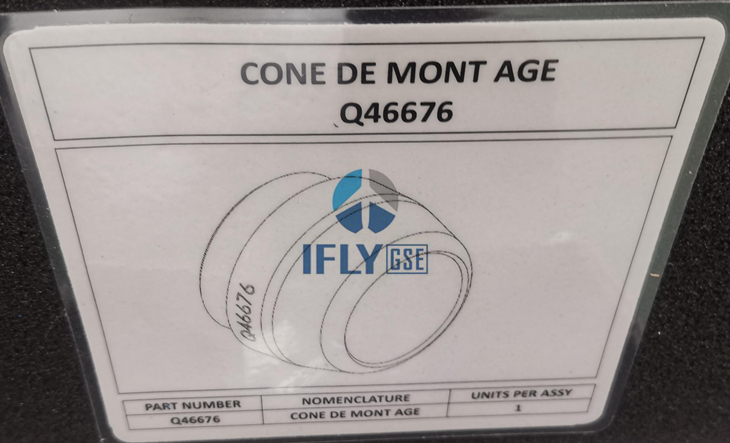 CONE DE MONT AGE
Q46676
IFLY GSE
Q46676
PART NUMBER NOMENCLATURE UNITS PER ASSY
Q46676 CONE DE MONT AGE 1